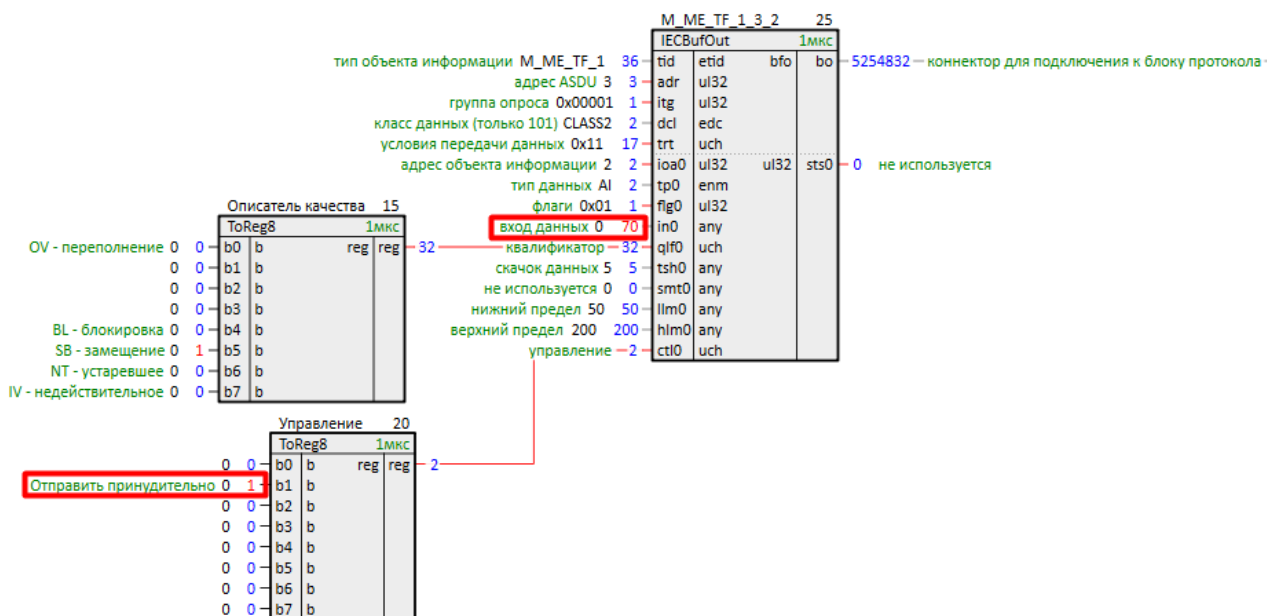 M_ME_TF_1_3_2 25
IECBufOut 1мкс
тип объекта информации M_ME_TF_1 36 tid etid bfo bo 5254832 коннектор для подключения к блоку протокола
адрес ASDU 3 3 adr ul32
группа опроса 0x00001 1 itg ul32
класс данных (только 101) CLASS2 2 dcl edc
условия передачи данных 0x11 17 trt uch
адрес объекта информации 2 2 ioa0 ul32 ul32 sts0 0 не используется
тип данных AI 2 tp0 enm
флаги 0x01 1 flg0 ul32
вход данных 0 70 in0 any
квалификатор 32 qlf0 uch
скачок данных 5 5 tsh0 any
не используется 0 0 smt0 any
нижний предел 50 50 llm0 any
верхний предел 200 200 hlm0 any
управление 2 ctl0 uch
Описатель качества 15
ToReg8 1мкс
OV - переполнение 0 0 b0 b reg reg 32
0 0 b1 b
0 0 b2 b
0 0 b3 b
BL - блокировка 0 0 b4 b
SB - замещение 0 1 b5 b
NT - устаревшее 0 0 b6 b
IV - недействительное 0 0 b7 b
Управление 20
ToReg8 1мкс
0 0 b0 b reg reg 2
Отправить принудительно 0 1 b1 b
0 0 b2 b
0 0 b3 b
0 0 b4 b
0 0 b5 b
0 0 b6 b
0 0 b7 b